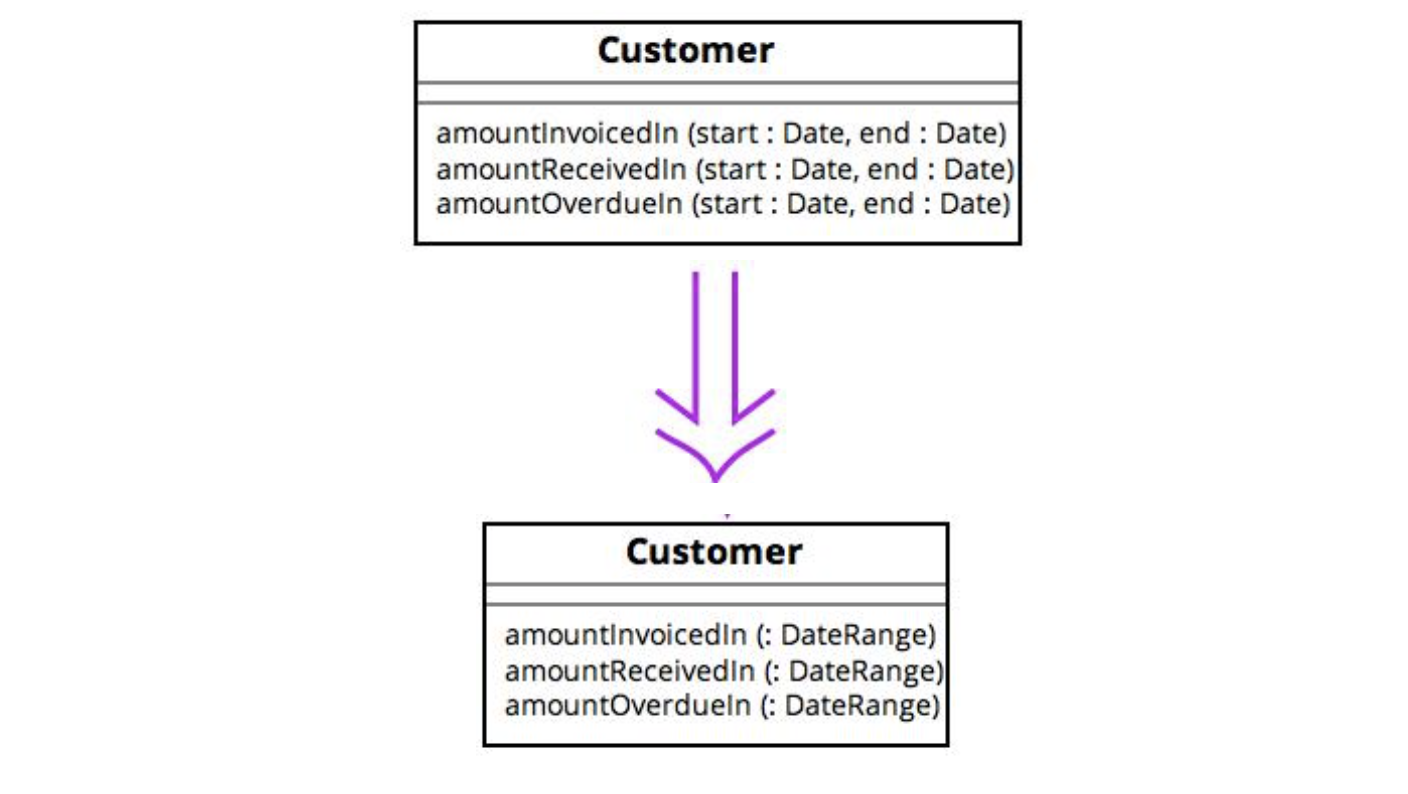 Customer
amountInvoicedIn (start : Date, end : Date)
amountReceivedIn (start : Date, end : Date)
amountOverdueIn (start : Date, end : Date)
Customer
amountInvoicedIn (: DateRange)
amountReceivedIn (: DateRange)
amountOverdueIn (: DateRange)